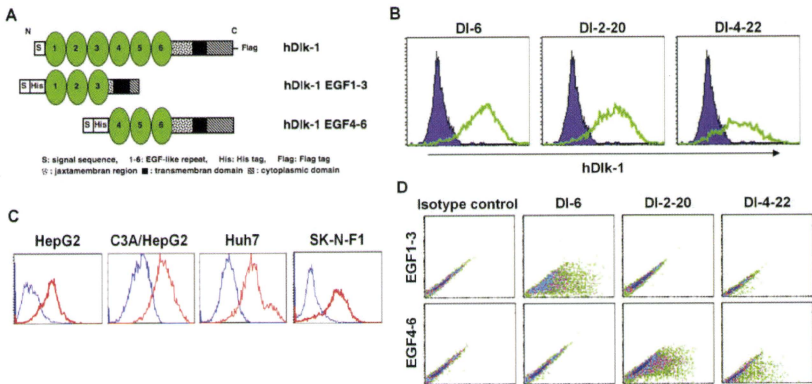 A
N
C
S 1 2 3 4 5 6 Flag hDlk-1
S His 1 2 3 hDlk-1 EGF1-3
S His 4 5 6 hDlk-1 EGF4-6
S: signal sequence, 1-6: EGF-like repeat, His: His tag, Flag: Flag tag
: jaxtamembran region : transmembran domain : cytoplasmic domain
B
DI-6 DI-2-20 DI-4-22
hDlk-1
C
HepG2 C3A/HepG2 Huh7 SK-N-F1
D
Isotype control DI-6 DI-2-20 DI-4-22
EGF1-3
EGF4-6